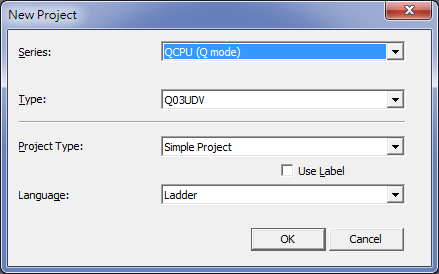 New Project
Series: QCPU (Q mode)
Type: Q03UDV
Project Type: Simple Project
Use Label
Language: Ladder
OK Cancel